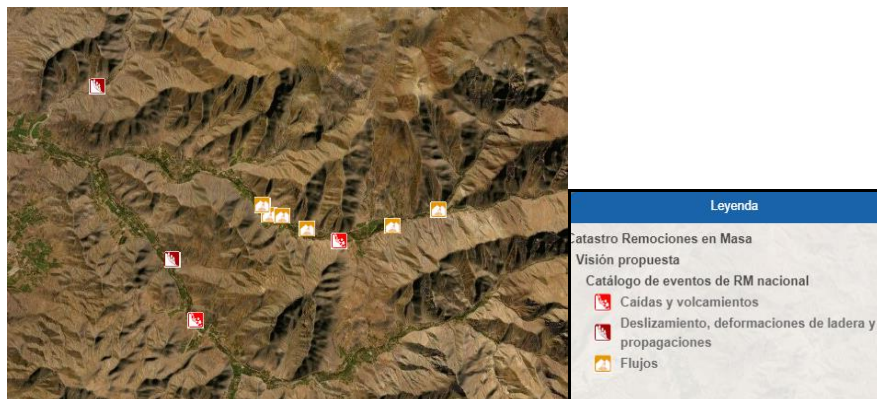 Leyenda
Catastro Remociones en Masa
Visión propuesta
Catálogo de eventos de RM nacional
Caídas y volcamientos
Deslizamiento, deformaciones de ladera y
propagaciones
Flujos